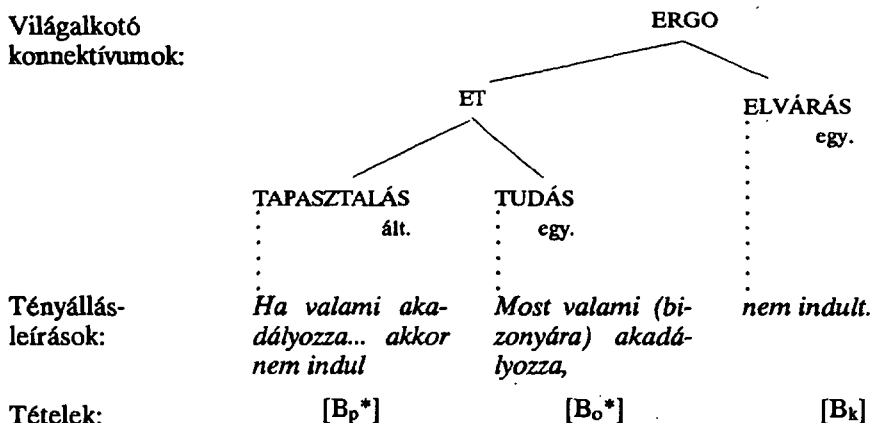 Világalkotó
konnektívumok:
ERGO
ET
ELVÁRÁS
egy.
TAPASZTALÁS
ált.
TUDÁS
egy.
Tényállás-
leírások:
Ha valami aka-
dályozza... akkor
nem indul
Most valami (bi-
zonyára) akadá-
lyozza,
nem indult.
Tételek:
[Bp*]
[Bo*]
[Bk]